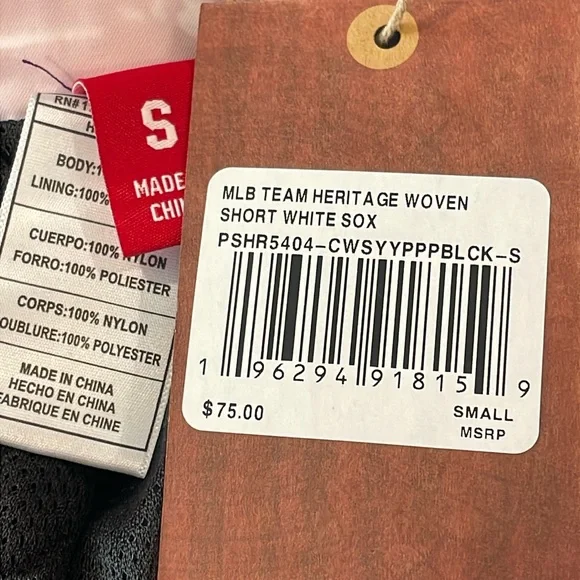 RN#1
S
MADE
BODY:1
LINING:100%
CUERPO:100% NYLON
FORRO:100% POLIESTER
CORPS:100% NYLON
OUBLURE:100% POLYESTER
MADE IN CHINA
HECHO EN CHINA
FABRIQUE EN CHINE
MLB TEAM HERITAGE WOVEN
SHORT WHITE SOX
PSHR5404-CWSYYPPPBLCK-S
1 96294 91815 9
$75.00 SMALL
MSRP